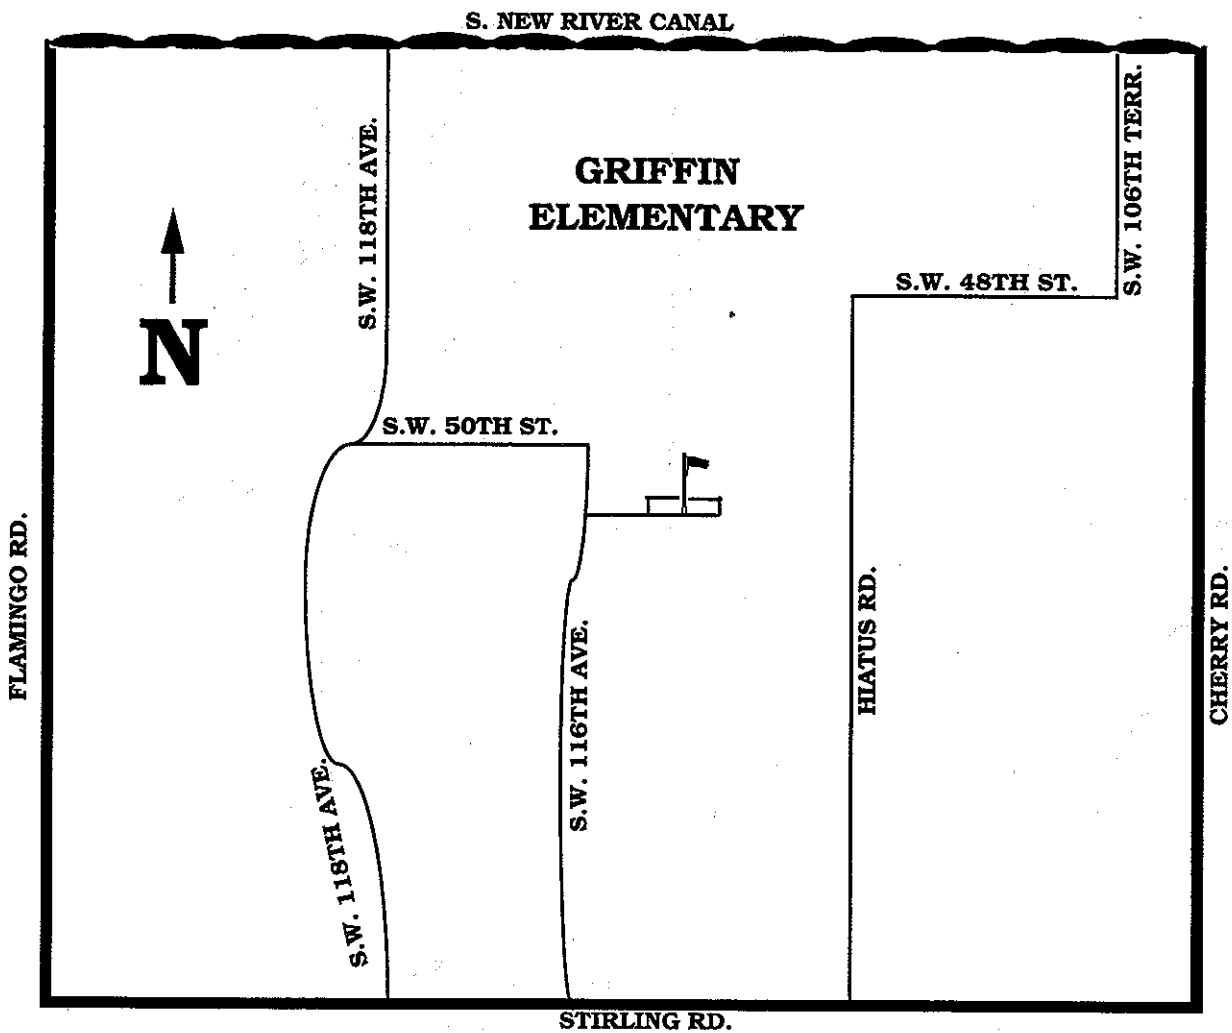 S. NEW RIVER CANAL
S.W. 118TH AVE.
GRIFFIN
ELEMENTARY
S.W. 106TH TERR.
S.W. 48TH ST.
N
S.W. 50TH ST.
FLAMINGO RD.
HIATUS RD.
CHERRY RD.
S.W. 116TH AVE.
S.W. 118TH AVE.
STIRLING RD.